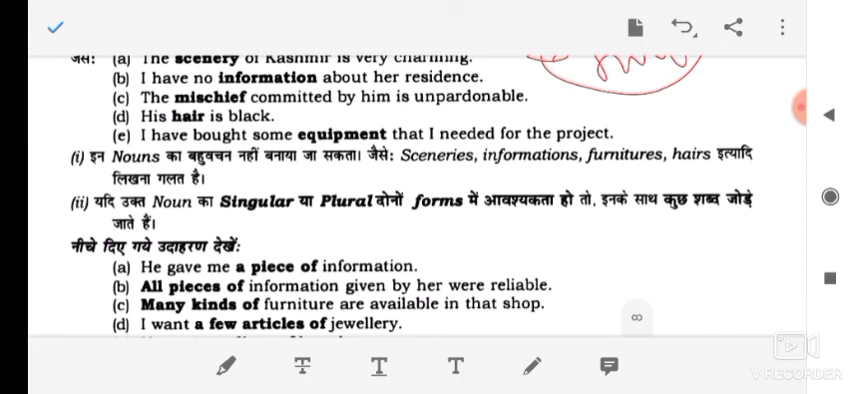 जैसे: (a) The scenery of Kashmir is very charming.
(b) I have no information about her residence.
(c) The mischief committed by him is unpardonable.
(d) His hair is black.
(e) I have bought some equipment that I needed for the project.
(i) इन Nouns का बहुवचन नहीं बनाया जा सकता। जैसे: Sceneries, informations, furnitures, hairs इत्यादि
लिखना गलत है।
(ii) यदि उक्त Noun का Singular या Plural दोनों forms में आवश्यकता हो तो, इनके साथ कुछ शब्द जोड़े
जाते हैं।
नीचे दिए गये उदाहरण देखें:
(a) He gave me a piece of information.
(b) All pieces of information given by her were reliable.
(c) Many kinds of furniture are available in that shop.
(d) I want a few articles of jewellery.
8
T T T
V RECORDER